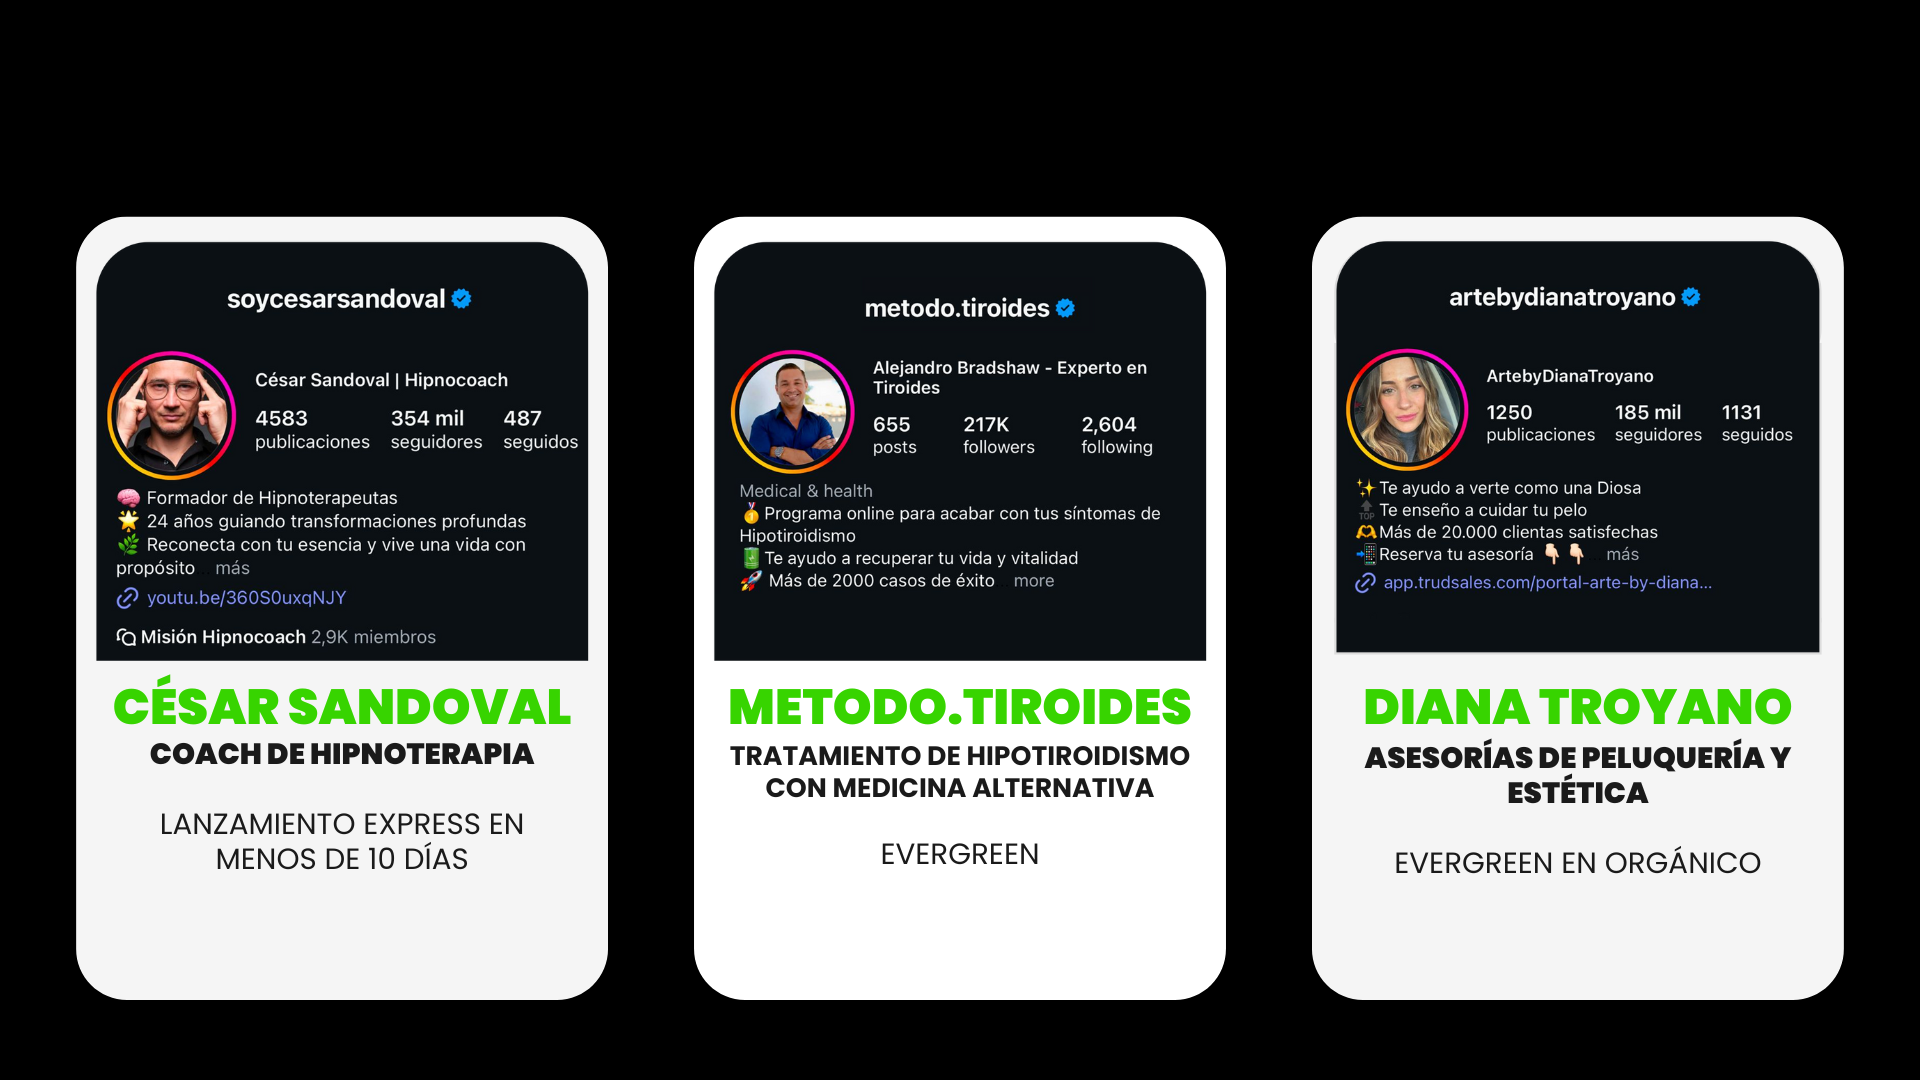 soycesarsandoval
César Sandoval | Hipnocoach
4583 354 mil 487
publicaciones seguidores seguidos
🧠 Formador de Hipnoterapeutas
🌟 24 años guiando transformaciones profundas
🌿 Reconecta con tu esencia y vive una vida con
propósito ... más
youtu.be/360S0uxqNJY
Misión Hipnocoach 2,9K miembros
CÉSAR SANDOVAL
COACH DE HIPNOTERAPIA
LANZAMIENTO EXPRESS EN
MENOS DE 10 DÍAS
metodo.tiroides
Alejandro Bradshaw - Experto en
Tiroides
655 217K 2,604
posts followers following
Medical & health
🥇Programa online para acabar con tus síntomas de
Hipotiroidismo
🔋Te ayudo a recuperar tu vida y vitalidad
🚀 Más de 2000 casos de éxito... more
METODO.TIROIDES
TRATAMIENTO DE HIPOTIROIDISMO
CON MEDICINA ALTERNATIVA
EVERGREEN
artebydianatroyano
ArtebyDianaTroyano
1250 185 mil 1131
publicaciones seguidores seguidos
✨Te ayudo a verte como una Diosa
🔝Te enseño a cuidar tu pelo
🫶Más de 20.000 clientas satisfechas
📲Reserva tu asesoría 👇🏻👇🏻 ... más
app.trudsales.com/portal-arte-by-diana...
DIANA TROYANO
ASESORÍAS DE PELUQUERÍA Y
ESTÉTICA
EVERGREEN EN ORGÁNICO